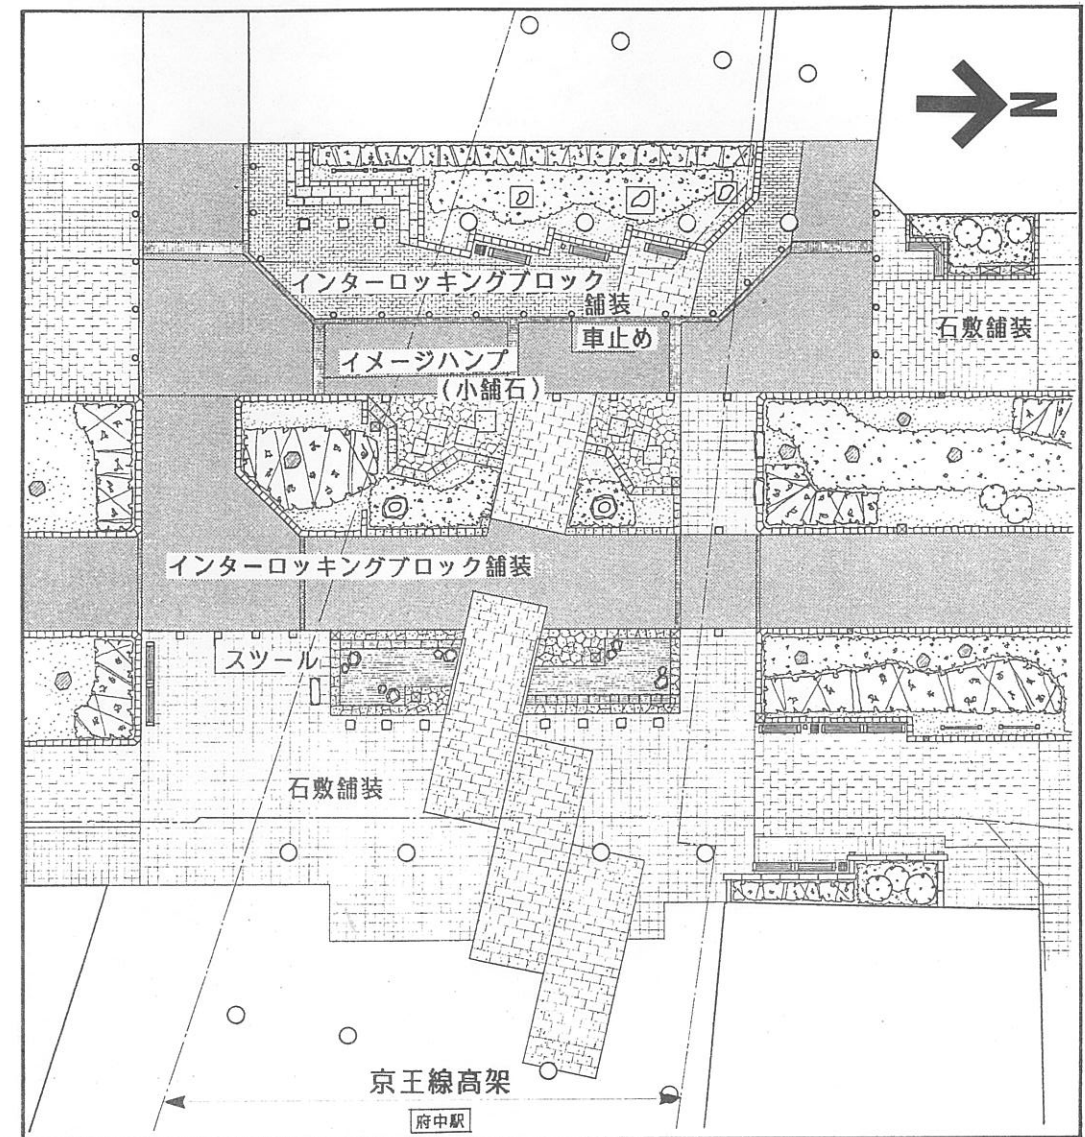 N
インターロッキングブロック
舗装
石敷舗装
車止め
イメージハンプ
(小舗石)
インターロッキングブロック舗装
スツール
石敷舗装
京王線高架
府中駅